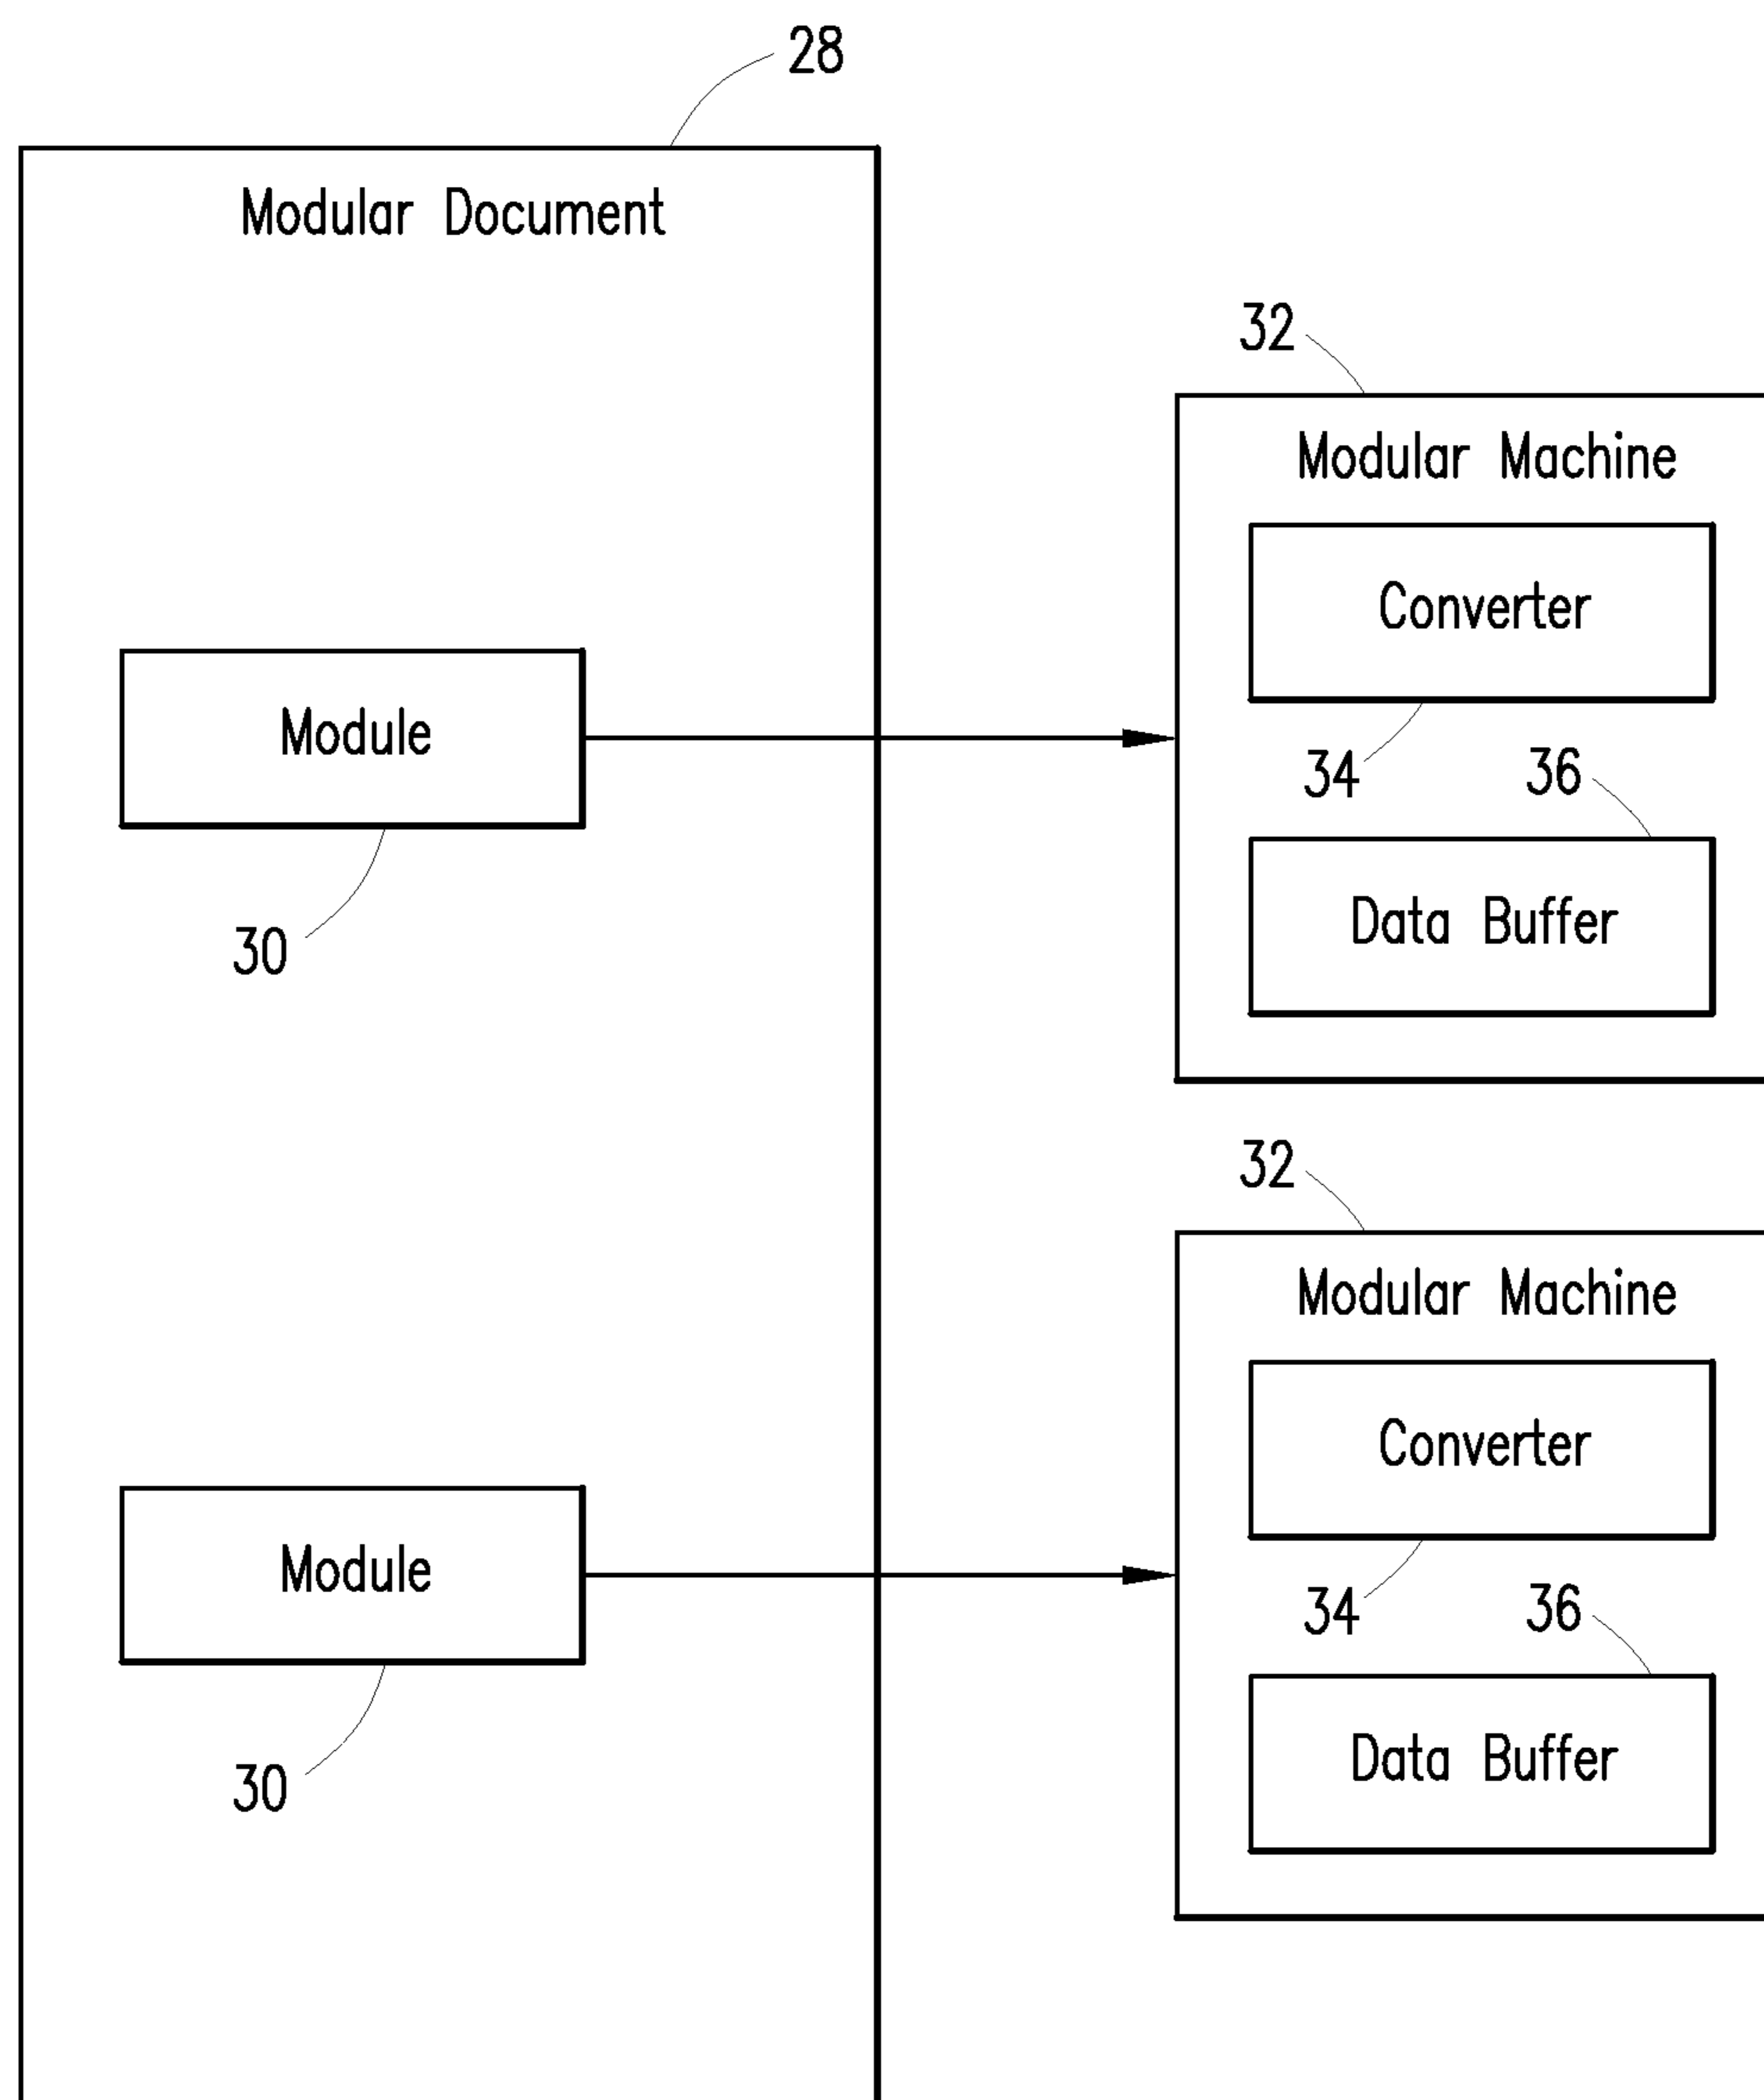 28
Modular Document
32
Modular Machine
Converter
Module
34
36
Data Buffer
30
32
Modular Machine
Converter
Module
34
36
Data Buffer
30